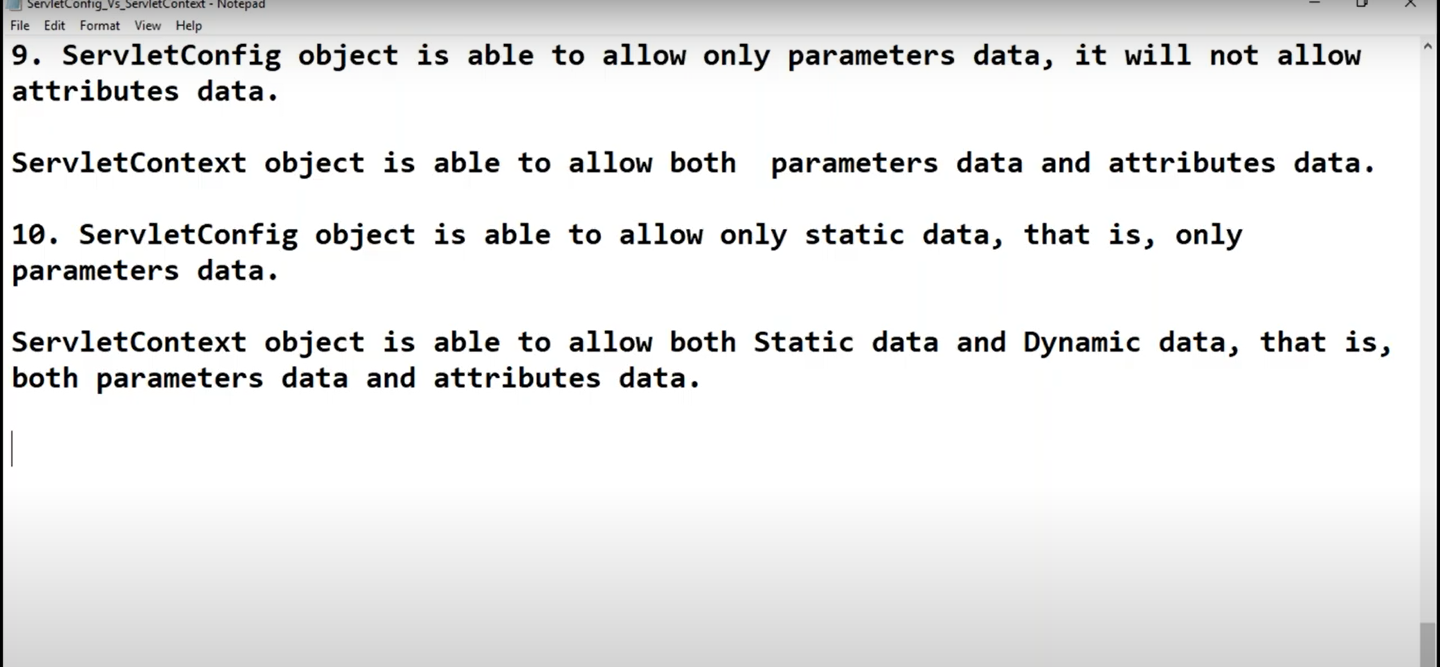 ServletConfig_Vs_ServletContext - Notepad
File Edit Format View Help
9. ServletConfig object is able to allow only parameters data, it will not allow
attributes data.
ServletContext object is able to allow both  parameters data and attributes data.
10. ServletConfig object is able to allow only static data, that is, only
parameters data.
ServletContext object is able to allow both Static data and Dynamic data, that is,
both parameters data and attributes data.